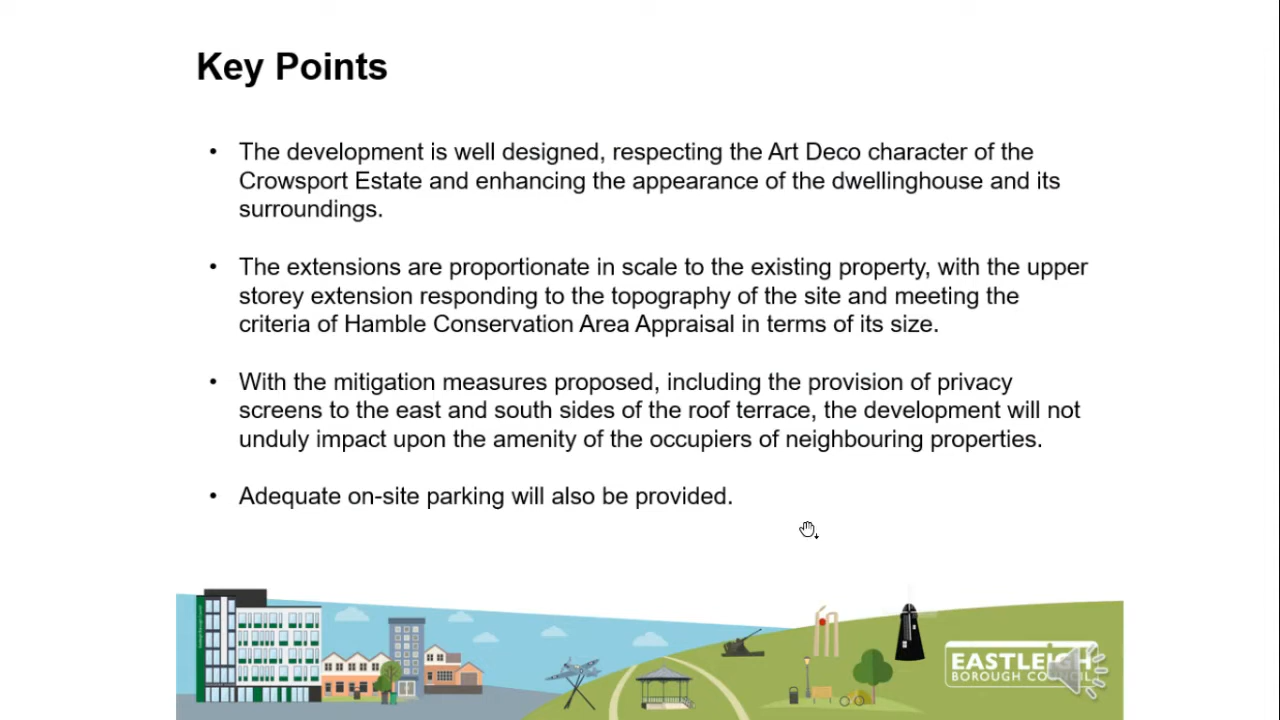 Key Points
• The development is well designed, respecting the Art Deco character of the
Crowsport Estate and enhancing the appearance of the dwellinghouse and its
surroundings.
• The extensions are proportionate in scale to the existing property, with the upper
storey extension responding to the topography of the site and meeting the
criteria of Hamble Conservation Area Appraisal in terms of its size.
• With the mitigation measures proposed, including the provision of privacy
screens to the east and south sides of the roof terrace, the development will not
unduly impact upon the amenity of the occupiers of neighbouring properties.
• Adequate on-site parking will also be provided.
EASTLEIGH
BOROUGH COUNCIL